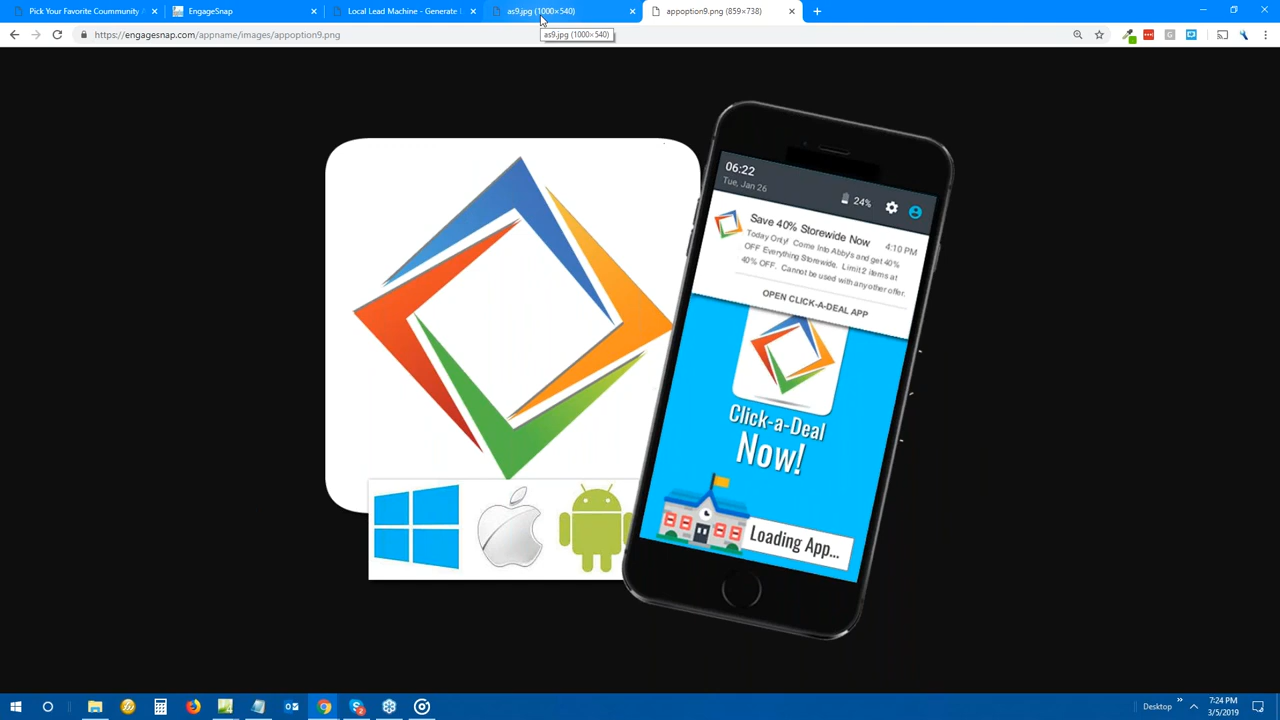 Pick Your Favorite Coummunity A
EngageSnap
Local Lead Machine - Generate L
as9.jpg (1000×540)
appoption9.png (859×738)
https://engagesnap.com/appname/images/appoption9.png
as9.jpg (1000×540)
06:22
Tue, Jan 26
24%
Save 40% Storewide Now
4:10 PM
Today Only! Come Into Abby's and get 40%
OFF Everything Storewide. Limit 2 items at
40% OFF. Cannot be used with any other offer.
OPEN CLICK-A-DEAL APP
Click-a-Deal
Now!
Loading App...
Desktop
7:24 PM
3/5/2019